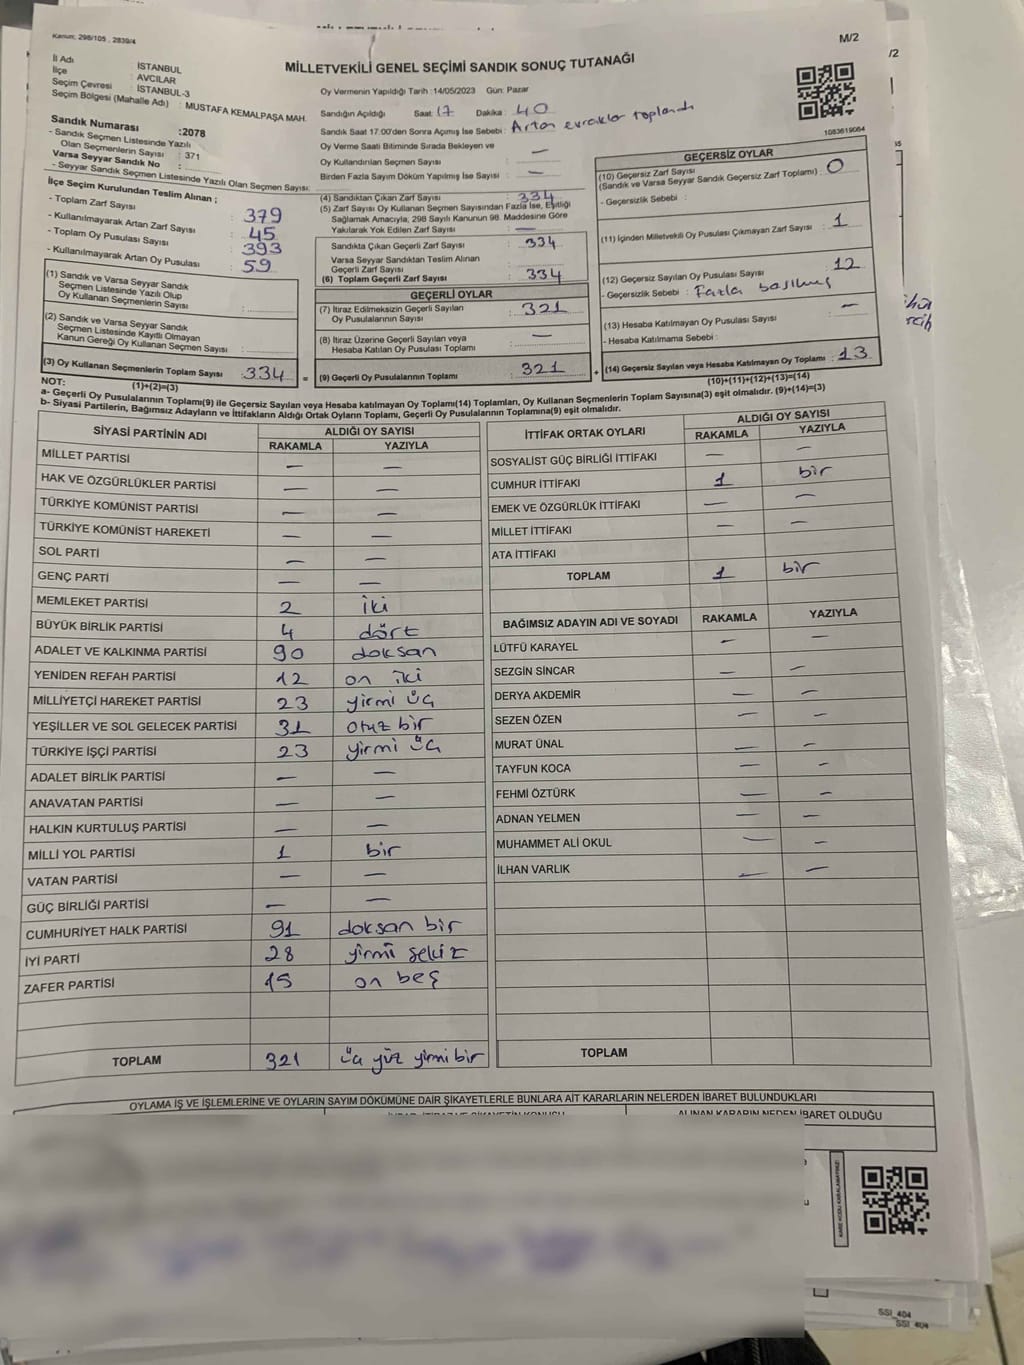 Kanun: 298/105 , 2839/4
M/2
/2
İl Adı İSTANBUL
İlçe AVCILAR
Seçim Çevresi : İSTANBUL-3
Seçim Bölgesi (Mahalle Adı) : MUSTAFA KEMALPAŞA MAH.
MİLLETVEKİLİ GENEL SEÇİMİ SANDIK SONUÇ TUTANAĞI
Oy Vermenin Yapıldığı Tarih :14/05/2023 Gün: Pazar
Sandığın Açıldığı Saat: 17 Dakika : 40
Sandık Saat 17:00'den Sonra Açımış İse Sebebi : Artan evraklar toplandı
Oy Verme Saati Bitiminde Sırada Bekleyen ve
Oy Kullandırılan Seçmen Sayısı : —
Birden Fazla Sayım Döküm Yapılmış İse Sayısı : —
1083619064
Sandık Numarası :2078
- Sandık Seçmen Listesinde Yazılı
Olan Seçmenlerin Sayısı : 371
Varsa Seyyar Sandık No :
- Seyyar Sandık Seçmen Listesinde Yazılı Olan Seçmen Sayısı:
İlçe Seçim Kurulundan Teslim Alınan ;
- Toplam Zarf Sayısı : 379
- Kullanılmayarak Artan Zarf Sayısı : 45
- Toplam Oy Pusulası Sayısı : 393
- Kullanılmayarak Artan Oy Pusulası : 59
(1) Sandık ve Varsa Seyyar Sandık
Seçmen Listesinde Yazılı Olup
Oy Kullanan Seçmenlerin Sayısı :
(2) Sandık ve Varsa Seyyar Sandık
Seçmen Listesinde Kayıtlı Olmayan
Kanun Gereği Oy Kullanan Seçmen Sayısı :
(3) Oy Kullanan Seçmenlerin Toplam Sayısı : 334 =
(1)+(2)=(3)
(4) Sandıktan Çıkan Zarf Sayısı : 334
(5) Zarf Sayısı Oy Kullanan Seçmen Sayısından Fazla İse, Eşitliği
Sağlamak Amacıyla, 298 Sayılı Kanunun 98. Maddesine Göre
Yakılarak Yok Edilen Zarf Sayısı : —
Sandıkta Çıkan Geçerli Zarf Sayısı : 334
Varsa Seyyar Sandıktan Teslim Alınan
Geçerli Zarf Sayısı :
(6) Toplam Geçerli Zarf Sayısı : 334
GEÇERLİ OYLAR
(7) İtiraz Edilmeksizin Geçerli Sayılan
Oy Pusulalarının Sayısı : 321
(8) İtiraz Üzerine Geçerli Sayılan veya
Hesaba Katılan Oy Pusulası Toplamı : —
(9) Geçerli Oy Pusulalarının Toplamı : 321 +
GEÇERSİZ OYLAR
(10) Geçersiz Zarf Sayısı
(Sandık ve Varsa Seyyar Sandık Geçersiz Zarf Toplamı) : 0
- Geçersizlik Sebebi :
(11) İçinden Milletvekili Oy Pusulası Çıkmayan Zarf Sayısı : 1
(12) Geçersiz Sayılan Oy Pusulası Sayısı : 12
- Geçersizlik Sebebi : Fazla basılmış
(13) Hesaba Katılmayan Oy Pusulası Sayısı : —
- Hesaba Katılmama Sebebi :
(14) Geçersiz Sayılan veya Hesaba Katılmayan Oy Toplamı : 13
(10)+(11)+(12)+(13)=(14)
NOT:
a- Geçerli Oy Pusulalarının Toplamı(9) ile Geçersiz Sayılan veya Hesaba katılmayan Oy Toplamı(14) Toplamları, Oy Kullanan Seçmenlerin Toplam Sayısına(3) eşit olmalıdır. (9)+(14)=(3)
b- Siyasi Partilerin, Bağımsız Adayların ve İttifakların Aldığı Ortak Oyların Toplamı, Geçerli Oy Pusulalarının Toplamına(9) eşit olmalıdır.
SİYASİ PARTİNİN ADI ALDIĞI OY SAYISI
RAKAMLA YAZIYLA
MİLLET PARTİSİ — —
HAK VE ÖZGÜRLÜKLER PARTİSİ — —
TÜRKİYE KOMÜNİST PARTİSİ — —
TÜRKİYE KOMÜNİST HAREKETİ — —
SOL PARTİ — —
GENÇ PARTİ — —
MEMLEKET PARTİSİ 2 iki
BÜYÜK BİRLİK PARTİSİ 4 dört
ADALET VE KALKINMA PARTİSİ 90 doksan
YENİDEN REFAH PARTİSİ 12 on iki
MİLLİYETÇİ HAREKET PARTİSİ 23 yirmi üç
YEŞİLLER VE SOL GELECEK PARTİSİ 31 otuz bir
TÜRKİYE İŞÇİ PARTİSİ 23 yirmi üç
ADALET BİRLİK PARTİSİ — —
ANAVATAN PARTİSİ — —
HALKIN KURTULUŞ PARTİSİ — —
MİLLİ YOL PARTİSİ 1 bir
VATAN PARTİSİ — —
GÜÇ BİRLİĞİ PARTİSİ — —
CUMHURİYET HALK PARTİSİ 91 doksan bir
İYİ PARTİ 28 yirmi sekiz
ZAFER PARTİSİ 15 on beş
TOPLAM 321 üç yüz yirmi bir
İTTİFAK ORTAK OYLARI ALDIĞI OY SAYISI
RAKAMLA YAZIYLA
SOSYALİST GÜÇ BİRLİĞİ İTTİFAKI — —
CUMHUR İTTİFAKI 1 bir
EMEK VE ÖZGÜRLÜK İTTİFAKI — —
MİLLET İTTİFAKI — —
ATA İTTİFAKI
TOPLAM 1 bir
BAĞIMSIZ ADAYIN ADI VE SOYADI RAKAMLA YAZIYLA
LÜTFÜ KARAYEL — —
SEZGİN SİNCAR — —
DERYA AKDEMİR — —
SEZEN ÖZEN — —
MURAT ÜNAL — —
TAYFUN KOCA — —
FEHMİ ÖZTÜRK — —
ADNAN YELMEN — —
MUHAMMET ALİ OKUL — —
İLHAN VARLIK — —
TOPLAM
OYLAMA İŞ VE İŞLEMLERİNE VE OYLARIN SAYIM DÖKÜMÜNE DAİR ŞİKAYETLERLE BUNLARA AİT KARARLARIN NELERDEN İBARET BULUNDUKLARI
ALINAN KARARIN NEDEN İBARET OLDUĞU
SSI_404
SSI_404